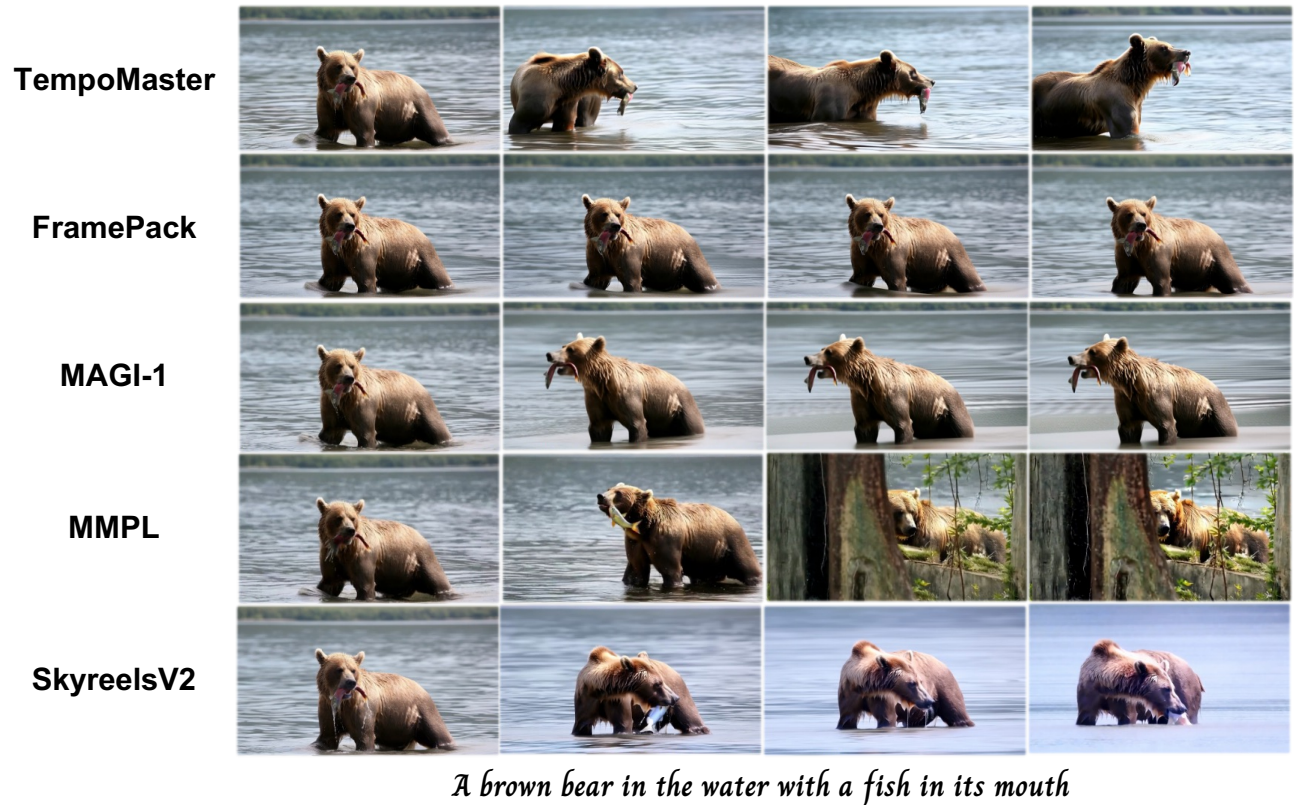 TempoMaster
FramePack
MAGI-1
MMPL
SkyreelsV2
A brown bear in the water with a fish in its mouth